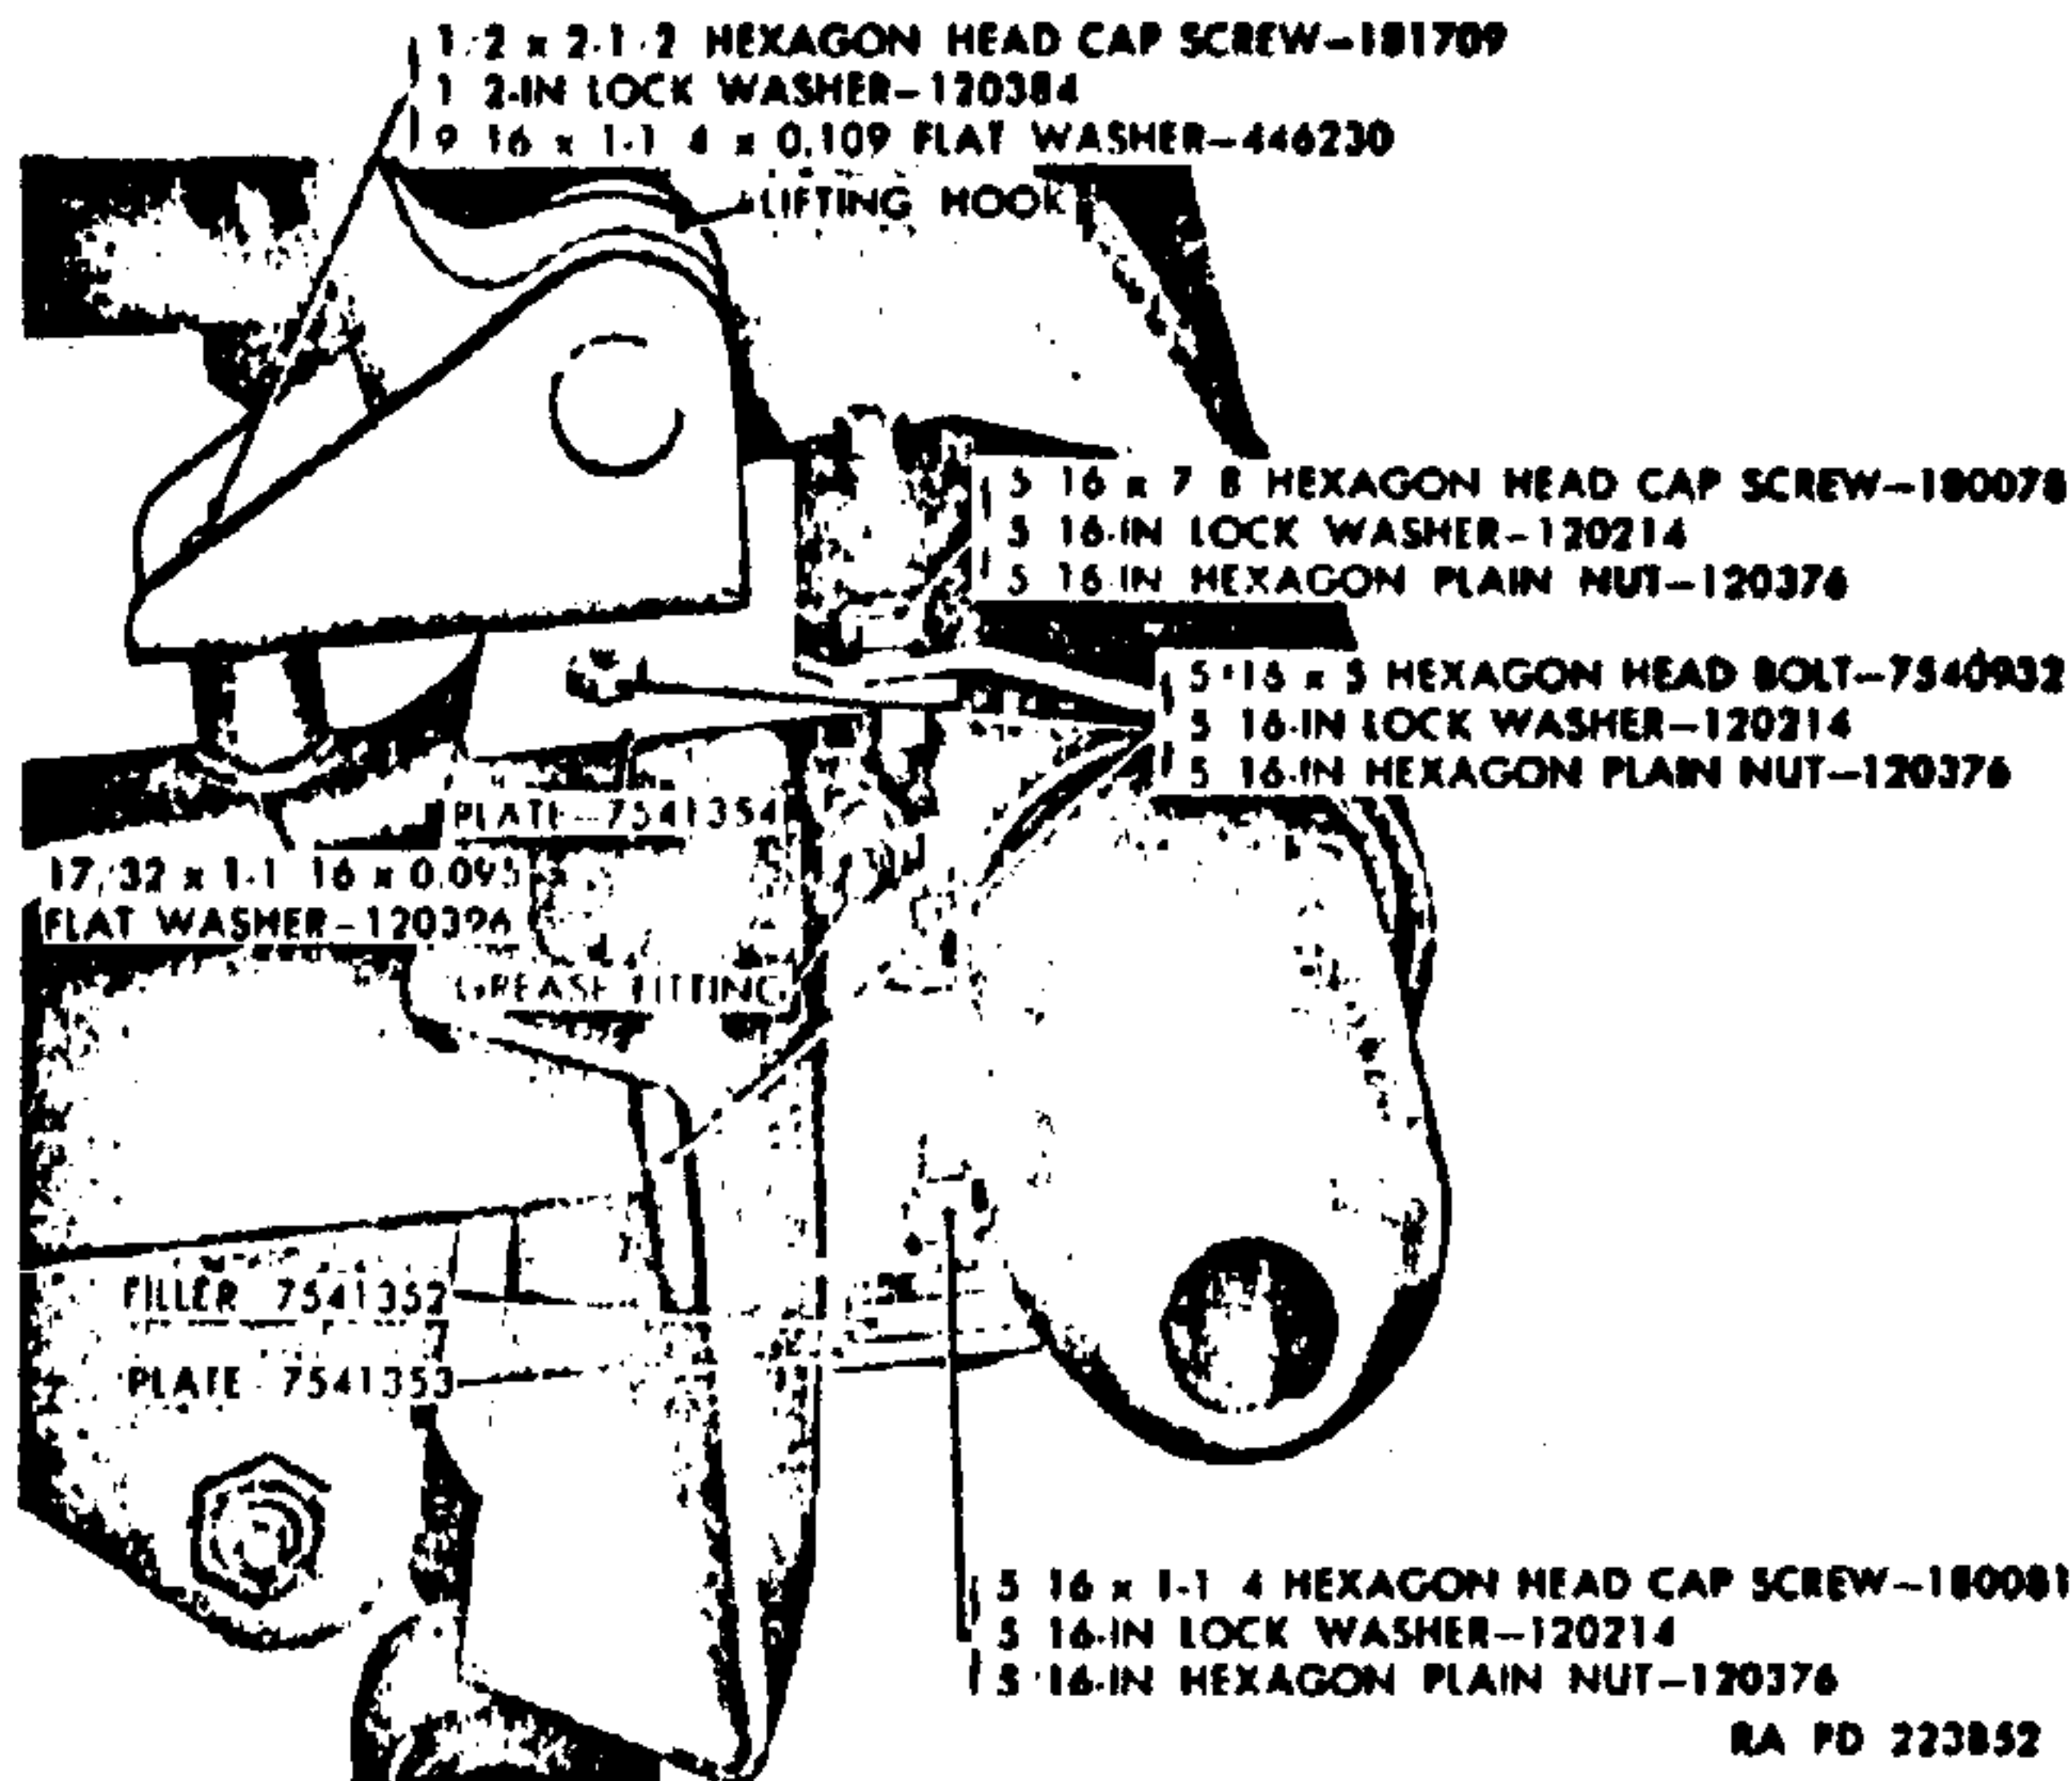 1/2 x 2-1/2 HEXAGON HEAD CAP SCREW-181709
1 2-IN LOCK WASHER-120384
9 16 x 1-1 4 x 0.109 FLAT WASHER-446230
LIFTING HOOK
5 16 x 7 8 HEXAGON HEAD CAP SCREW-180078
5 16-IN LOCK WASHER-120214
5 16-IN HEXAGON PLAIN NUT-120376
5/16 x 5 HEXAGON HEAD BOLT-7540932
5 16-IN LOCK WASHER-120214
5 16-IN HEXAGON PLAIN NUT-120376
PLATE-7541354
17/32 x 1-1 16 x 0.095
FLAT WASHER-120396
GREASE FITTING
FILLER 7541352
PLATE 7541353
5 16 x 1-1 4 HEXAGON HEAD CAP SCREW-180081
5 16-IN LOCK WASHER-120214
5/16-IN HEXAGON PLAIN NUT-120376
RA PD 223852